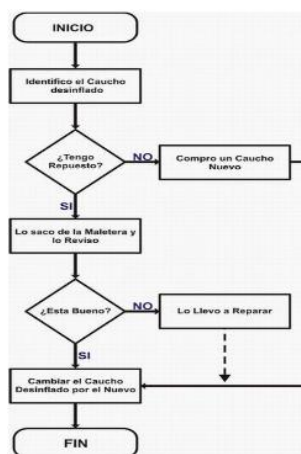 INICIO
Identifico el Caucho
desinflado
¿Tengo
Repuesto?
NO
Compro un Caucho
Nuevo
SI
Lo saco de la Maletera y
lo Reviso
¿Esta Bueno?
NO
Lo Llevo a Reparar
SI
Cambiar el Caucho
Desinflado por el Nuevo
FIN